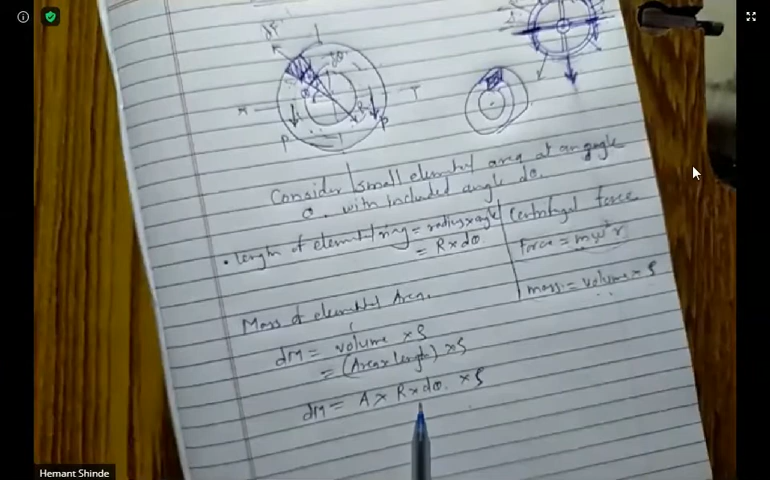 Consider small elemental area at an angle
θ. with included angle dθ.
• length of elemental ring = radius x angle
= R x dθ
Centrifugal force
Force = mω²r
mass = volume x ρ
Mass of elemental Area.
dM = volume x ρ
= (Area x length) x ρ
dM = A x R x dθ. x ρ
P
P
R
Hemant Shinde